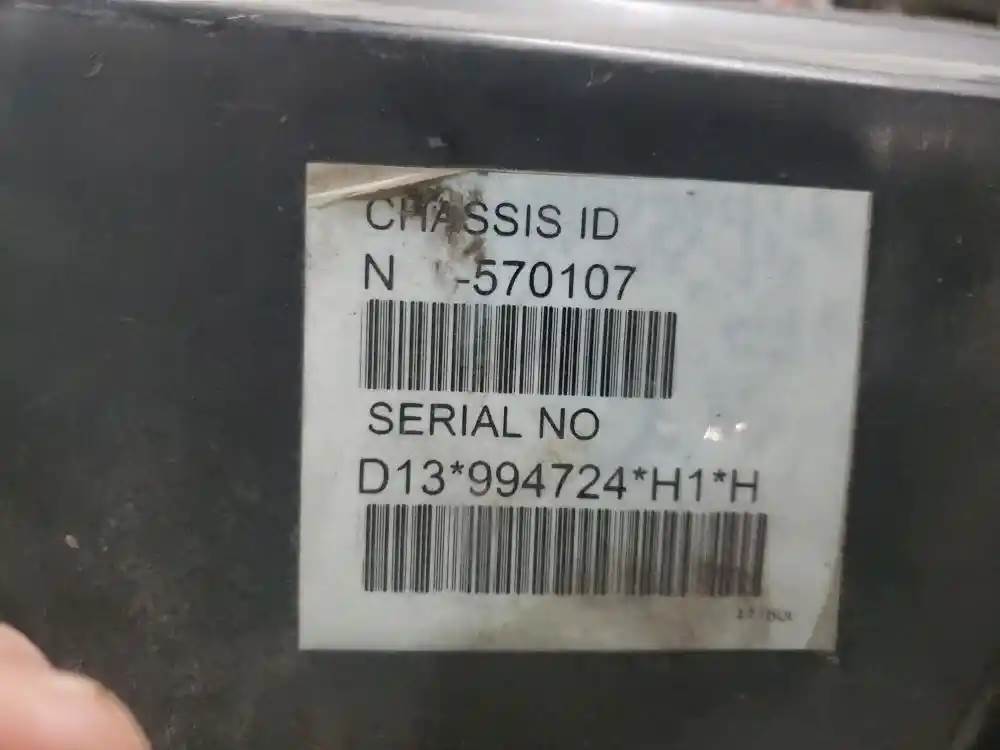 CHASSIS ID
N -570107
SERIAL NO
D13*994724*H1*H